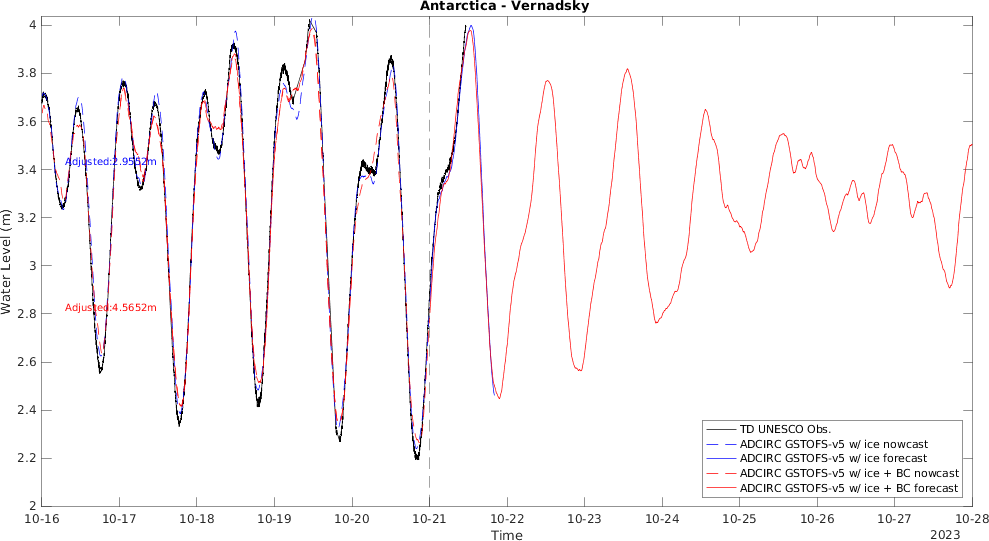 Antarctica - Vernadsky
4
3.8
3.6
3.4
3.2
3
2.8
2.6
2.4
2.2
2
Water Level (m)
Adjusted:2.9552m
Adjusted:4.5652m
TD UNESCO Obs.
ADCIRC GSTOFS-v5 w/ ice nowcast
ADCIRC GSTOFS-v5 w/ ice forecast
ADCIRC GSTOFS-v5 w/ ice + BC nowcast
ADCIRC GSTOFS-v5 w/ ice + BC forecast
10-16 10-17 10-18 10-19 10-20 10-21 10-22 10-23 10-24 10-25 10-26 10-27 10-28
Time
2023